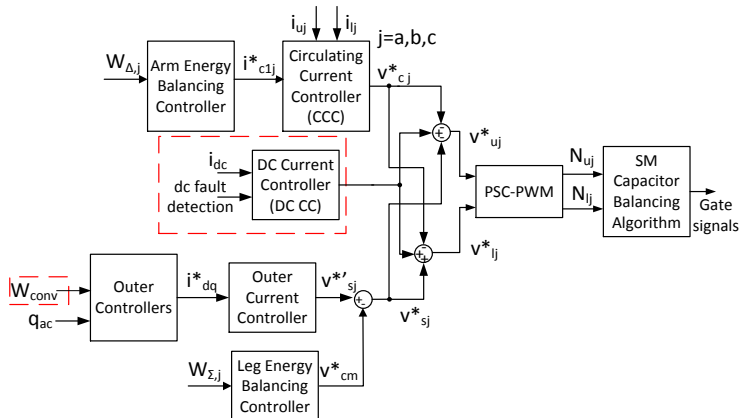 i_uj i_lj
j=a,b,c
W_Δ,j
Arm Energy
Balancing
Controller
i*_c1j
Circulating
Current
Controller
(CCC)
v*_cj
i_dc
dc fault
detection
DC Current
Controller
(DC CC)
v*_uj
PSC-PWM
N_uj
N_lj
SM
Capacitor
Balancing
Algorithm
Gate
signals
v*_lj
W_conv
q_ac
Outer
Controllers
i*_dq
Outer
Current
Controller
v*'_sj
v*_sj
W_Σ,j
Leg Energy
Balancing
Controller
v*_cm